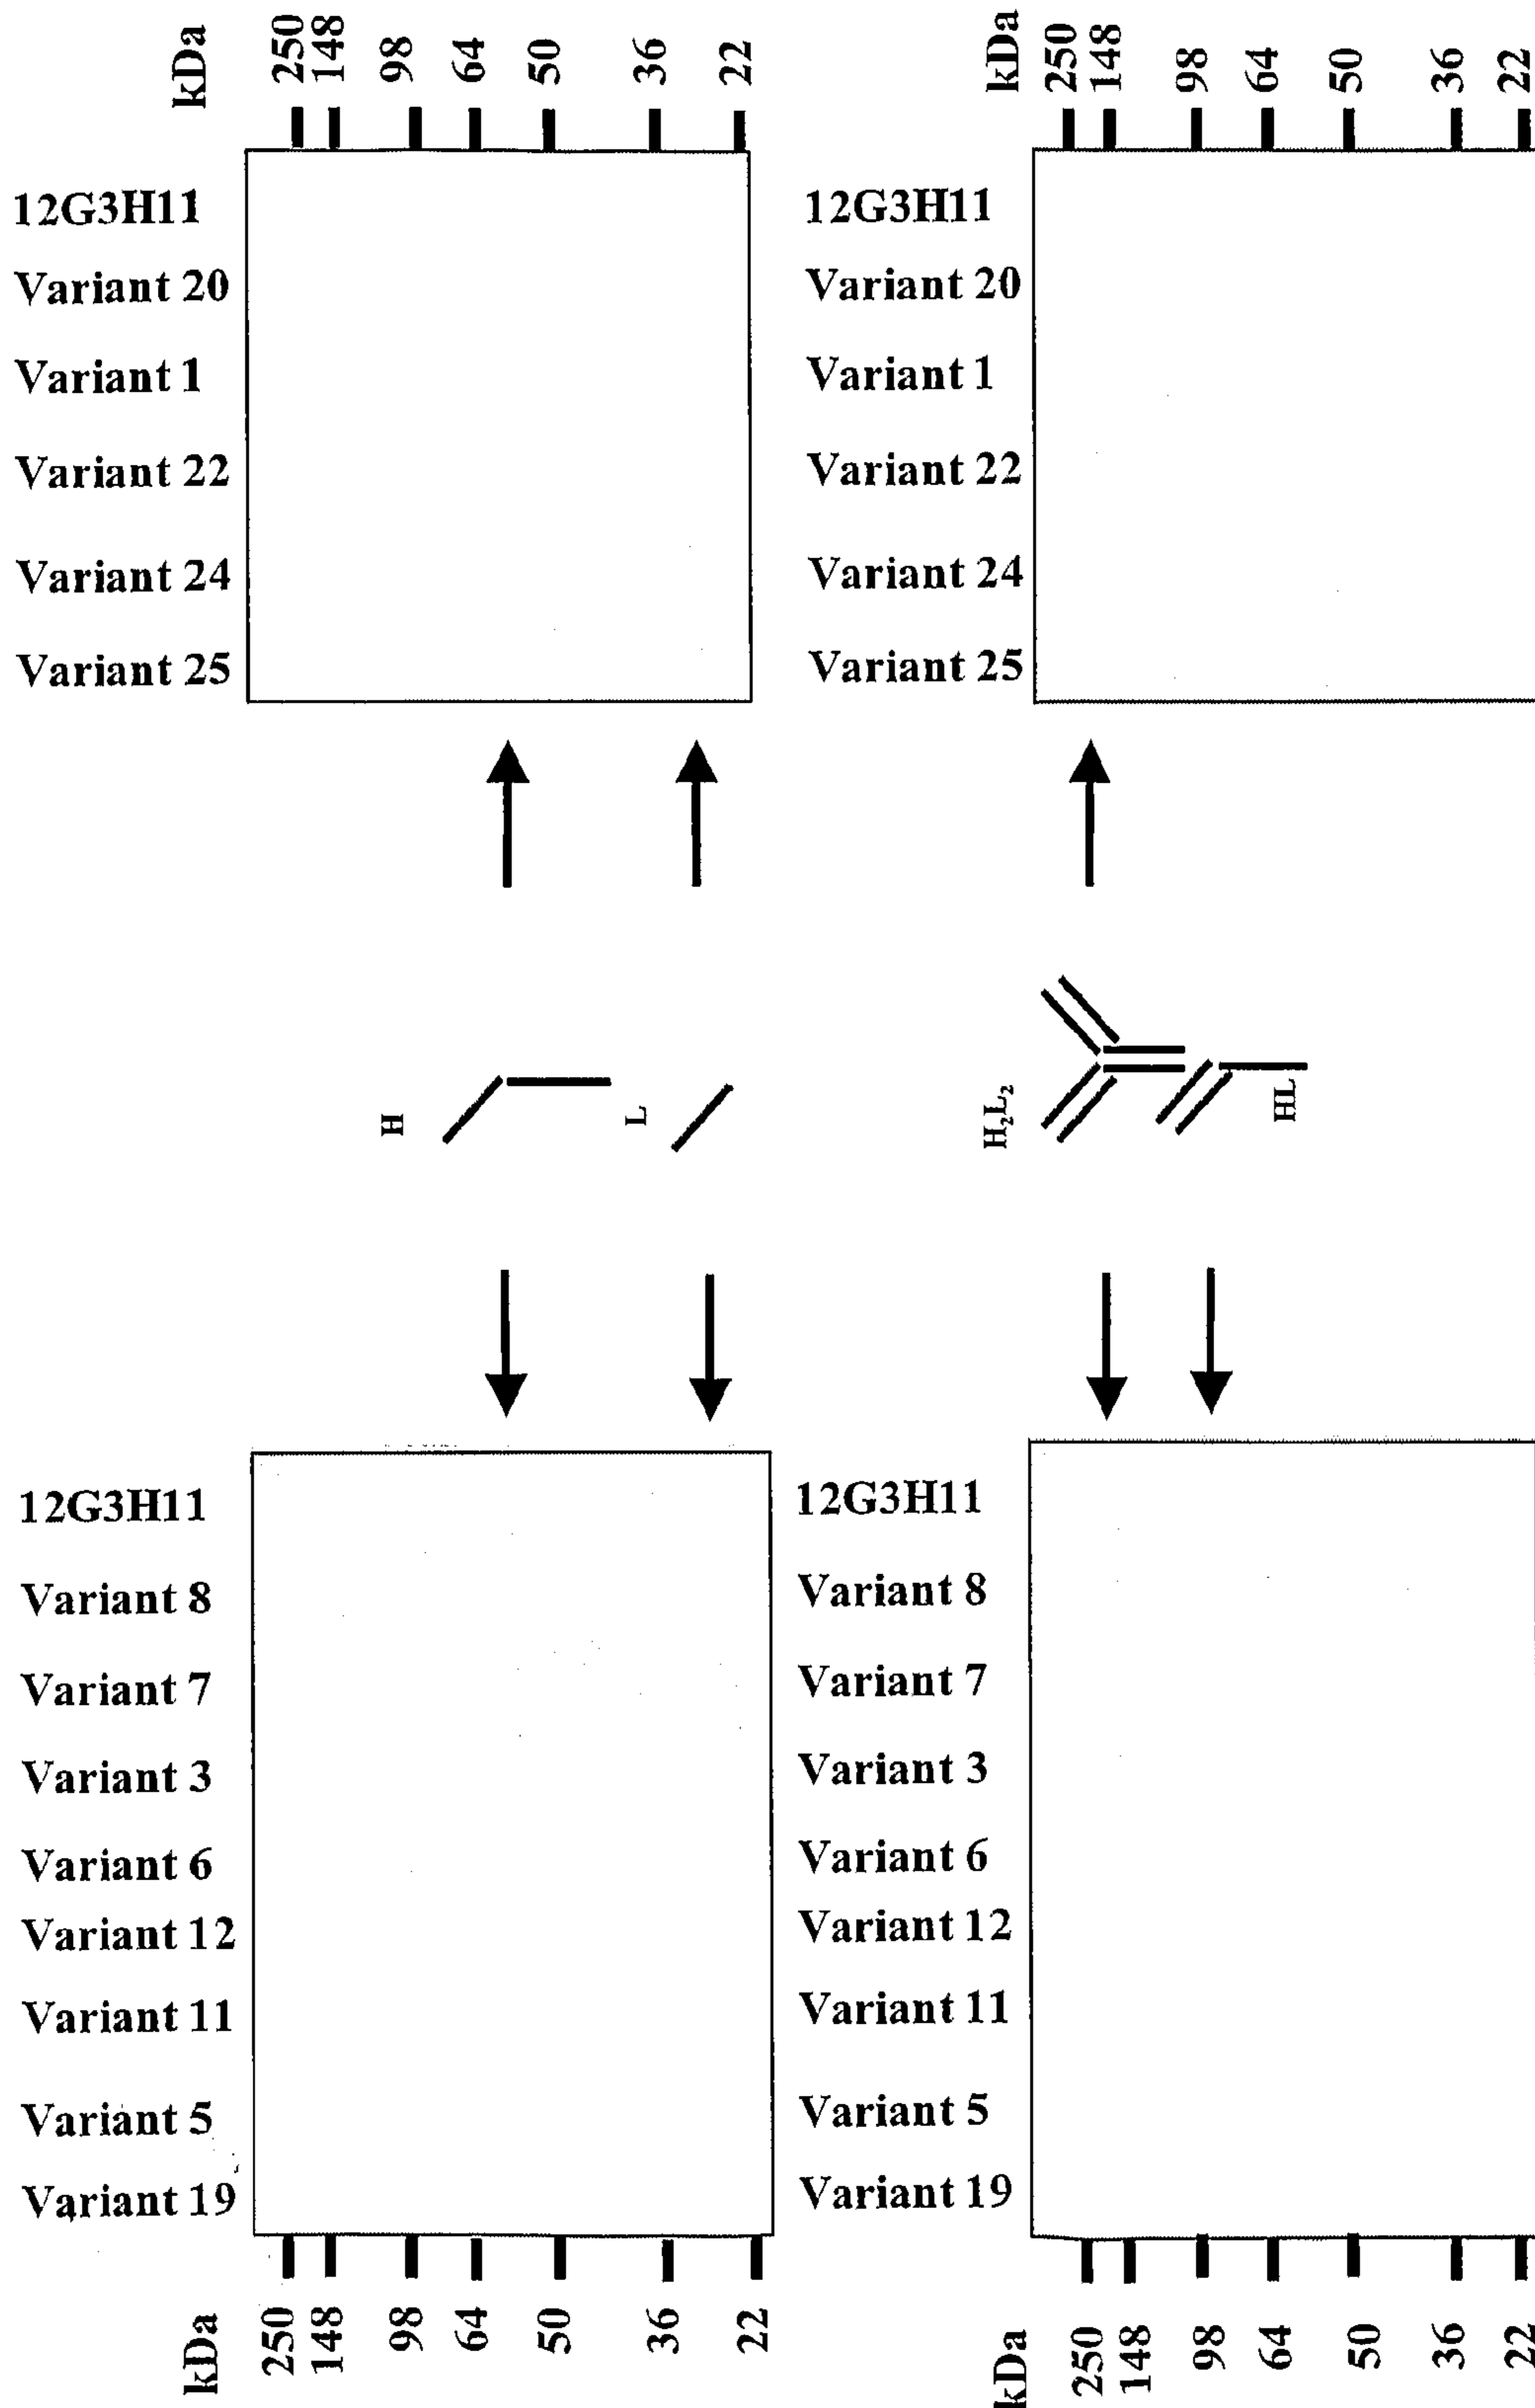 kDa
250
148
98
64
50
36
22
12G3H11
Variant 20
Variant 1
Variant 22
Variant 24
Variant 25
kDa
250
148
98
64
50
36
22
12G3H11
Variant 20
Variant 1
Variant 22
Variant 24
Variant 25
H
L
H₂L₂
HL
12G3H11
Variant 8
Variant 7
Variant 3
Variant 6
Variant 12
Variant 11
Variant 5
Variant 19
kDa
250
148
98
64
50
36
22
12G3H11
Variant 8
Variant 7
Variant 3
Variant 6
Variant 12
Variant 11
Variant 5
Variant 19
kDa
250
148
98
64
50
36
22